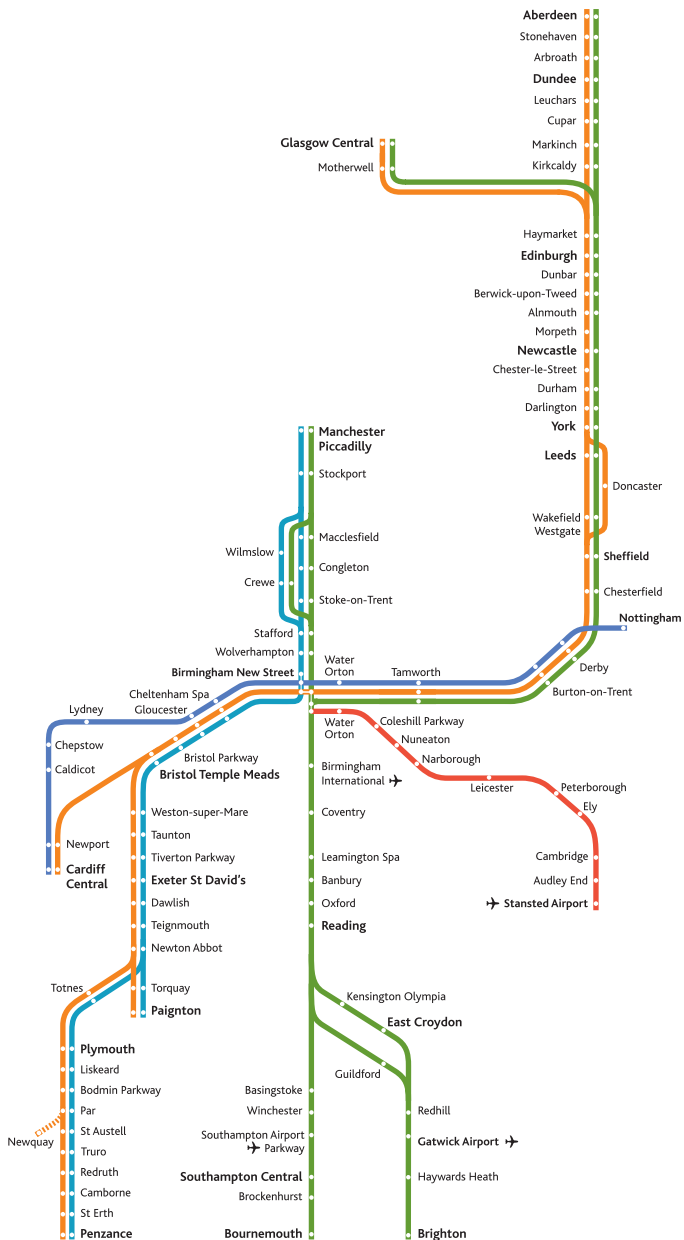 Aberdeen
Stonehaven
Arbroath
Dundee
Leuchars
Cupar
Glasgow Central
Markinch
Motherwell
Kirkcaldy
Haymarket
Edinburgh
Dunbar
Berwick-upon-Tweed
Alnmouth
Morpeth
Newcastle
Chester-le-Street
Durham
Darlington
York
Manchester
Piccadilly
Leeds
Stockport
Doncaster
Wakefield
Westgate
Macclesfield
Wilmslow
Sheffield
Congleton
Crewe
Chesterfield
Stoke-on-Trent
Nottingham
Stafford
Wolverhampton
Birmingham New Street
Water
Orton
Tamworth
Derby
Burton-on-Trent
Cheltenham Spa
Gloucester
Lydney
Water
Orton
Coleshill Parkway
Nuneaton
Narborough
Chepstow
Bristol Parkway
Caldicot
Bristol Temple Meads
Birmingham
International
Leicester
Peterborough
Ely
Weston-super-Mare
Coventry
Taunton
Newport
Tiverton Parkway
Leamington Spa
Cambridge
Cardiff
Central
Exeter St David's
Banbury
Audley End
Dawlish
Oxford
Stansted Airport
Teignmouth
Reading
Newton Abbot
Totnes
Torquay
Kensington Olympia
Paignton
East Croydon
Plymouth
Liskeard
Guildford
Bodmin Parkway
Basingstoke
Par
Winchester
Redhill
St Austell
Newquay
Southampton Airport
Parkway
Gatwick Airport
Truro
Redruth
Southampton Central
Haywards Heath
Camborne
Brockenhurst
St Erth
Penzance
Bournemouth
Brighton